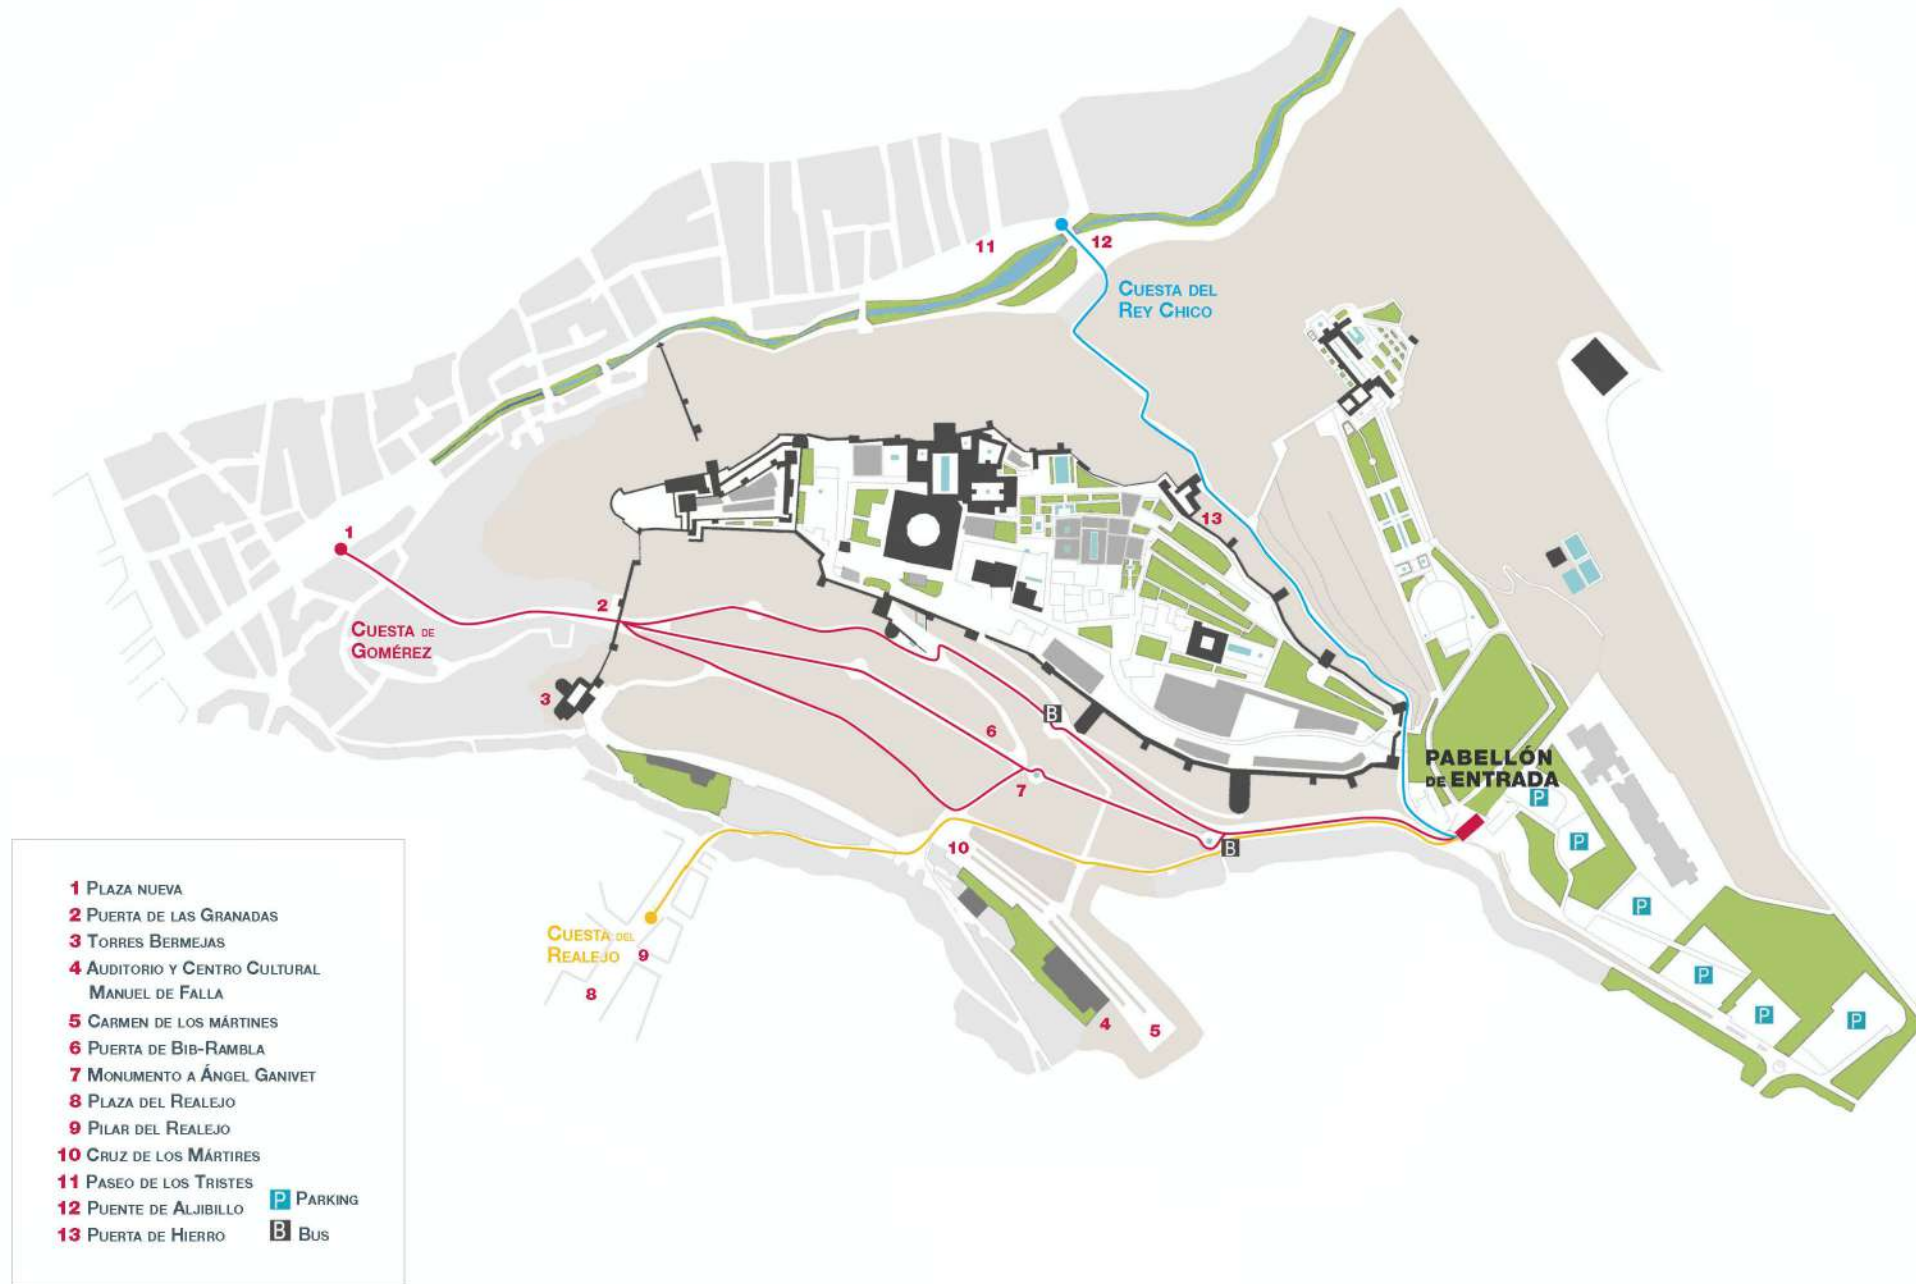 11
12
CUESTA DEL
REY CHICO
13
1
2
CUESTA DE
GOMÉREZ
3
B
6
7
PABELLÓN
DE ENTRADA
P
P
P
P
P
P
B
10
CUESTA DEL
REALEJO
9
8
4
5
1 PLAZA NUEVA
2 PUERTA DE LAS GRANADAS
3 TORRES BERMEJAS
4 AUDITORIO Y CENTRO CULTURAL
MANUEL DE FALLA
5 CARMEN DE LOS MÁRTINES
6 PUERTA DE BIB-RAMBLA
7 MONUMENTO A ÁNGEL GANIVET
8 PLAZA DEL REALEJO
9 PILAR DEL REALEJO
10 CRUZ DE LOS MÁRTIRES
11 PASEO DE LOS TRISTES
12 PUENTE DE ALJIBILLO
13 PUERTA DE HIERRO
P PARKING
B BUS